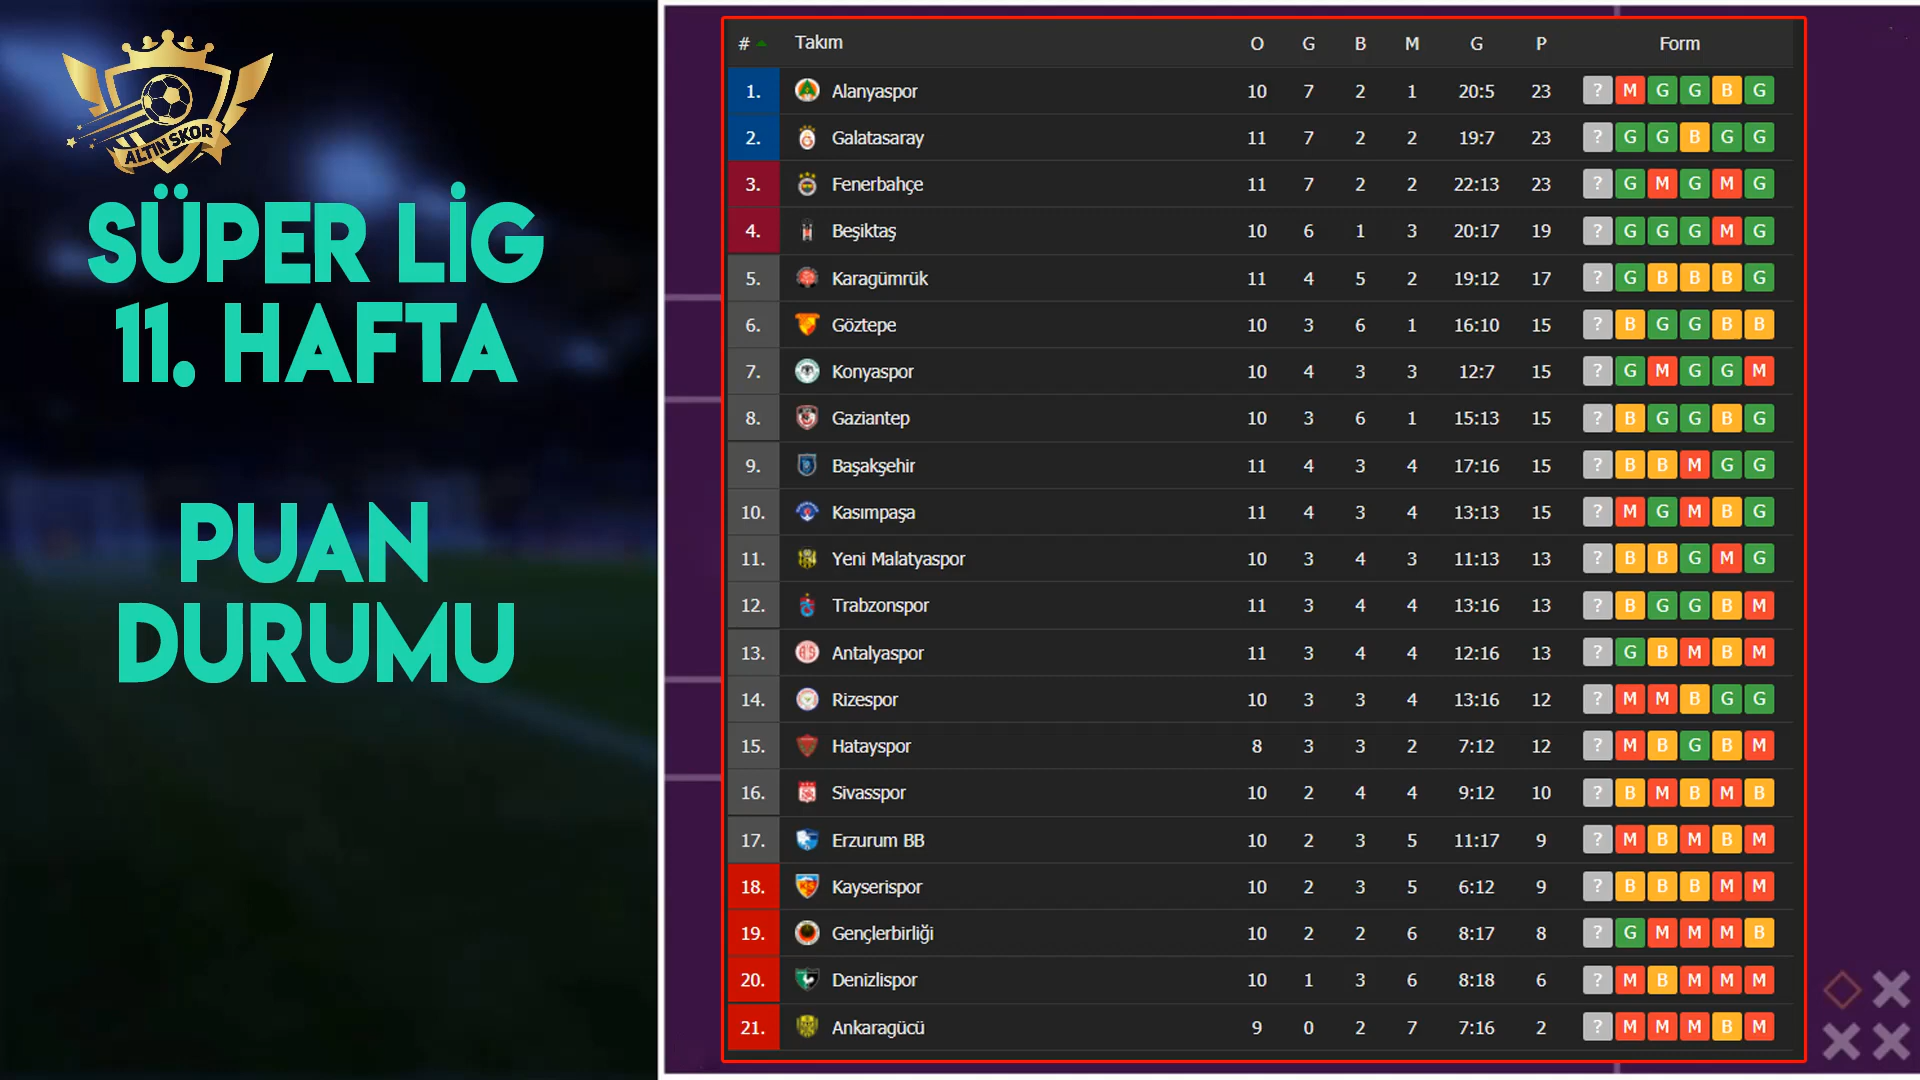 ALTIN SKOR
SÜPER LİG
11. HAFTA
PUAN
DURUMU
# Takım O G B M G P Form
1. Alanyaspor 10 7 2 1 20:5 23 ? M G G B G
2. Galatasaray 11 7 2 2 19:7 23 ? G G B G G
3. Fenerbahçe 11 7 2 2 22:13 23 ? G M G M G
4. Beşiktaş 10 6 1 3 20:17 19 ? G G G M G
5. Karagümrük 11 4 5 2 19:12 17 ? G B B B G
6. Göztepe 10 3 6 1 16:10 15 ? B G G B B
7. Konyaspor 10 4 3 3 12:7 15 ? G M G G M
8. Gaziantep 10 3 6 1 15:13 15 ? B G G B G
9. Başakşehir 11 4 3 4 17:16 15 ? B B M G G
10. Kasımpaşa 11 4 3 4 13:13 15 ? M G M B G
11. Yeni Malatyaspor 10 3 4 3 11:13 13 ? B B G M G
12. Trabzonspor 11 3 4 4 13:16 13 ? B G G B M
13. Antalyaspor 11 3 4 4 12:16 13 ? G B M B M
14. Rizespor 10 3 3 4 13:16 12 ? M M B G G
15. Hatayspor 8 3 3 2 7:12 12 ? M B G B M
16. Sivasspor 10 2 4 4 9:12 10 ? B M B M B
17. Erzurum BB 10 2 3 5 11:17 9 ? M B M B M
18. Kayserispor 10 2 3 5 6:12 9 ? B B B M M
19. Gençlerbirliği 10 2 2 6 8:17 8 ? G M M M B
20. Denizlispor 10 1 3 6 8:18 6 ? M B M M M
21. Ankaragücü 9 0 2 7 7:16 2 ? M M M B M